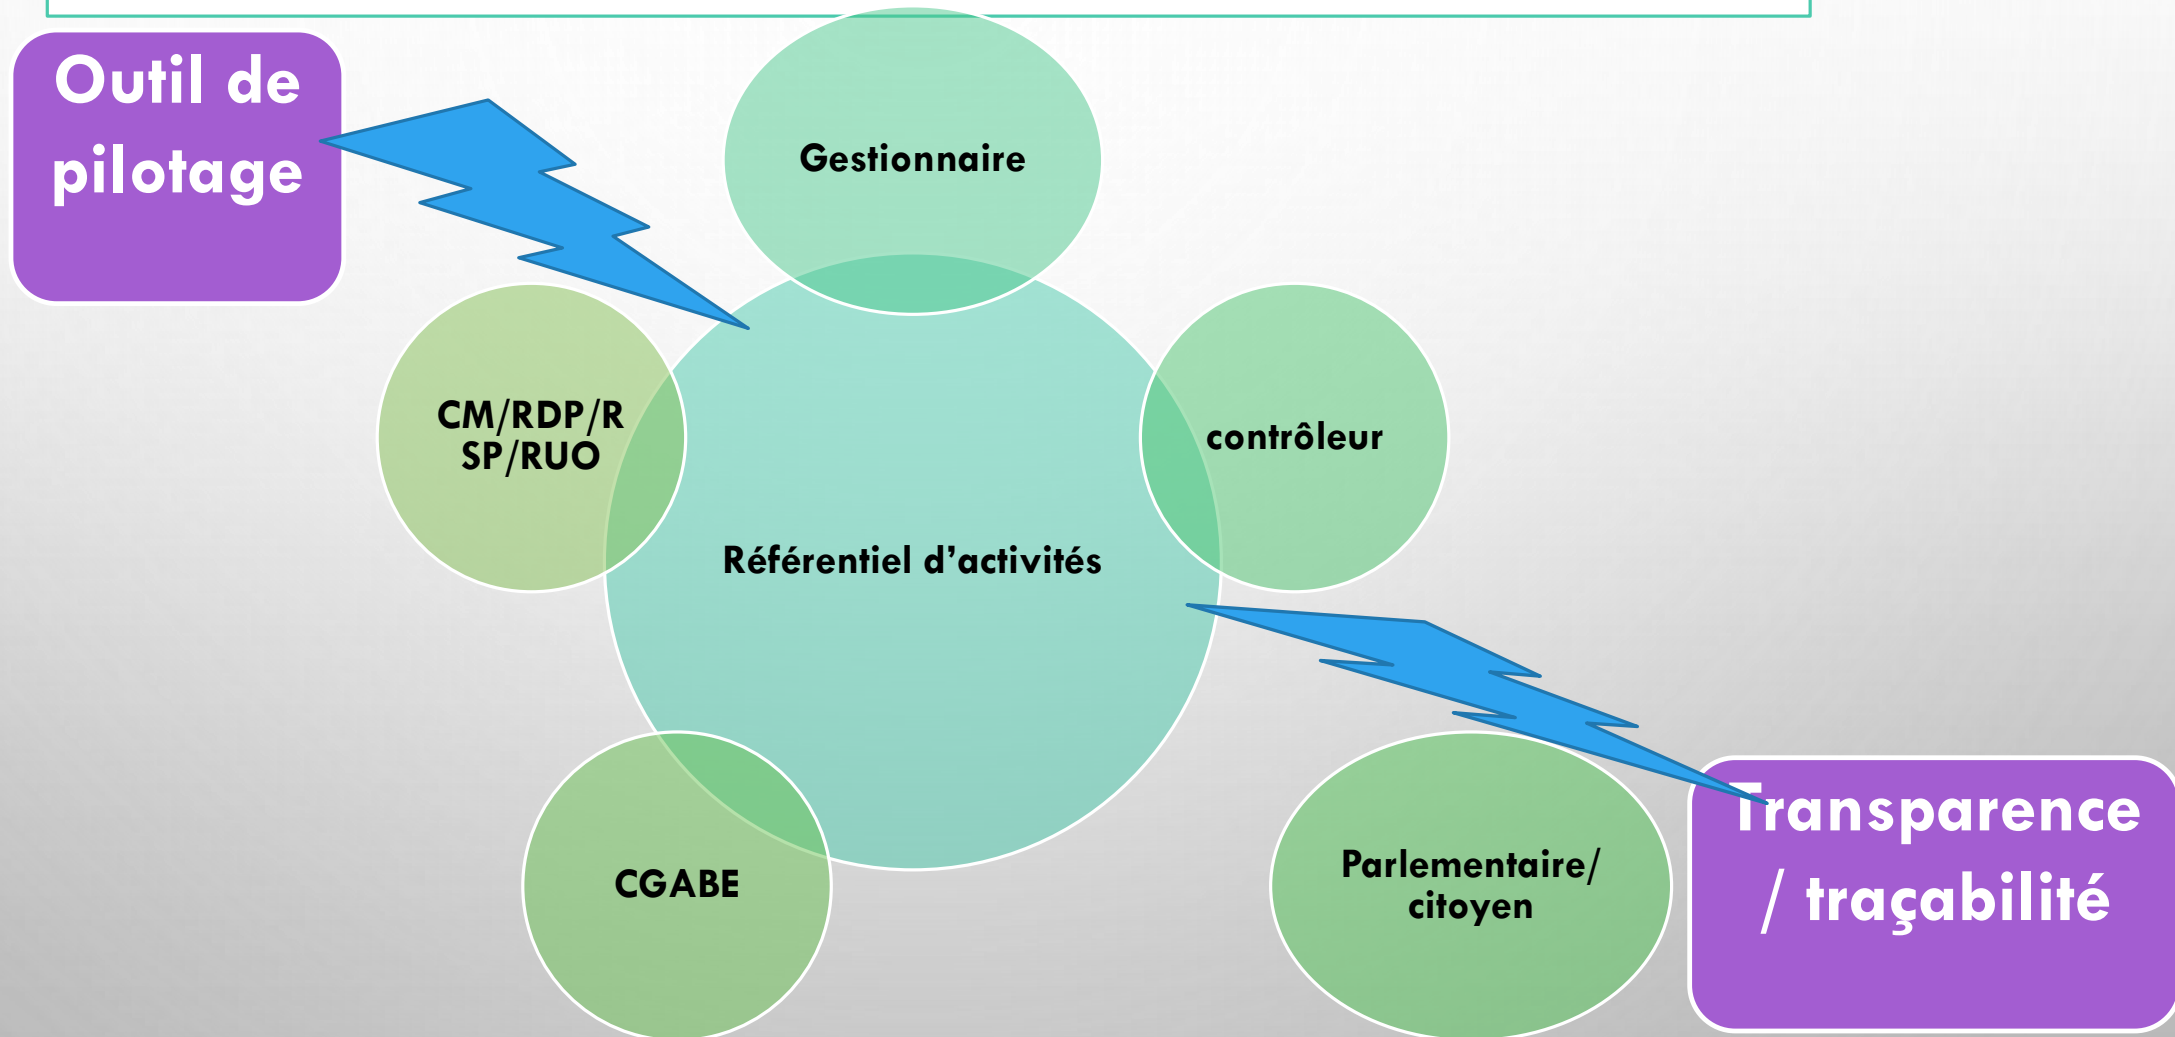 Outil de
pilotage
Gestionnaire
CM/RDP/R
SP/RUO
contrôleur
Référentiel d’activités
CGABE
Parlementaire/
citoyen
Transparence
/ traçabilité